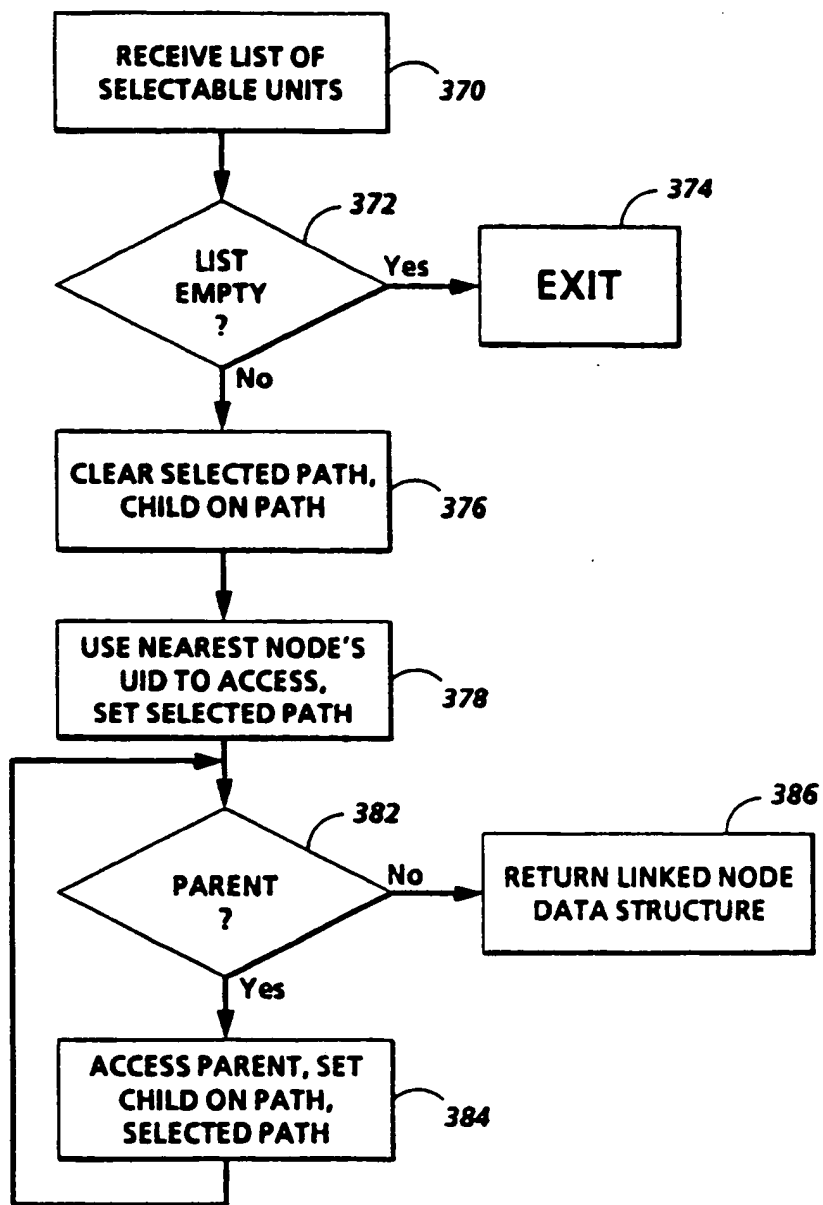 RECEIVE LIST OF
SELECTABLE UNITS
370
372
LIST
EMPTY
?
Yes
374
EXIT
No
CLEAR SELECTED PATH,
CHILD ON PATH
376
USE NEAREST NODE'S
UID TO ACCESS,
SET SELECTED PATH
378
382
PARENT
?
No
386
RETURN LINKED NODE
DATA STRUCTURE
Yes
ACCESS PARENT, SET
CHILD ON PATH,
SELECTED PATH
384